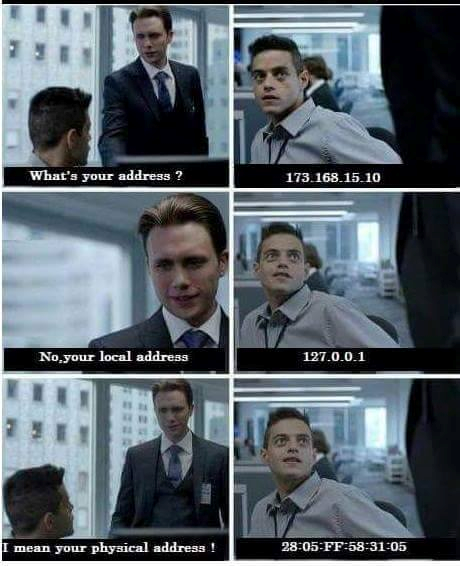 What's your address ?
173.168.15.10
No,your local address
127.0.0.1
I mean your physical address !
28:05:FF:58:31:05